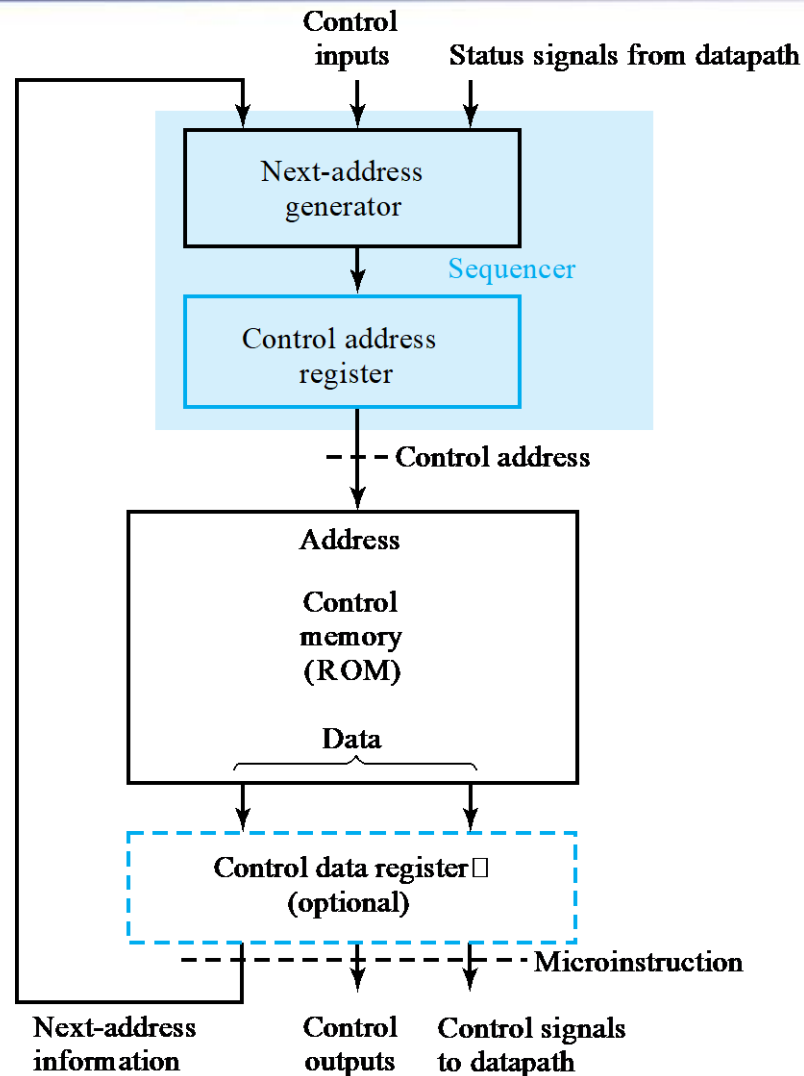 Control
inputs
Status signals from datapath
Next-address
generator
Sequencer
Control address
register
Control address
Address
Control
memory
(ROM)
Data
Control data register□
(optional)
Microinstruction
Next-address
information
Control
outputs
Control signals
to datapath